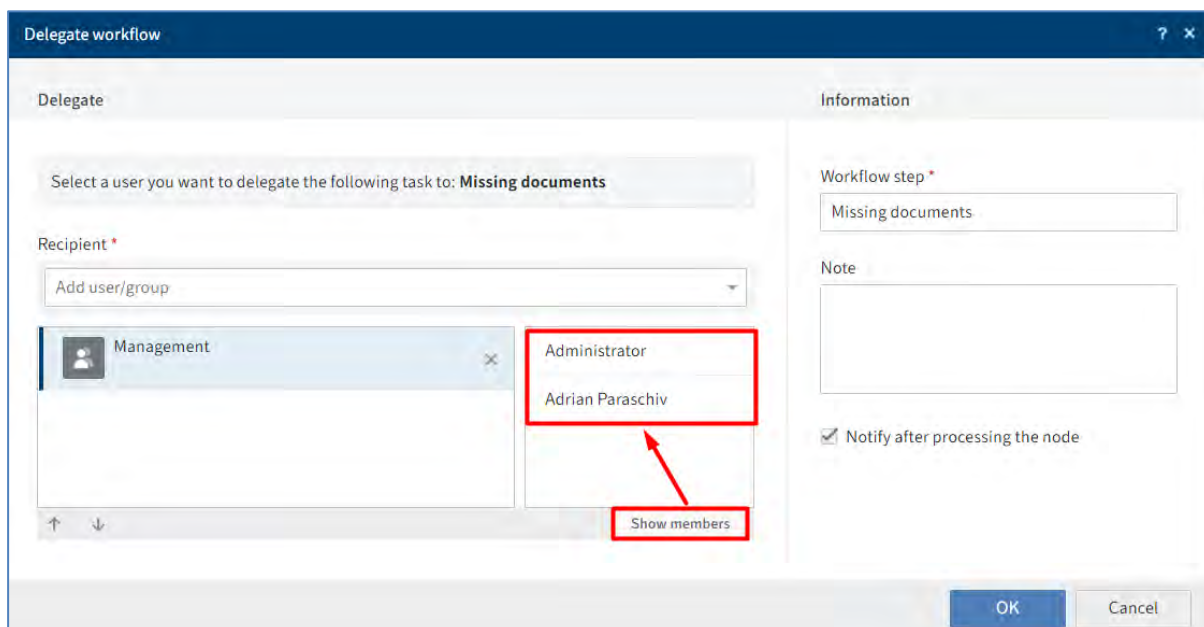 Delegate workflow
? ×
Delegate
Information
Select a user you want to delegate the following task to: Missing documents
Workflow step *
Missing documents
Recipient *
Add user/group
Note
Management
Administrator
Adrian Paraschiv
Notify after processing the node
Show members
OK
Cancel